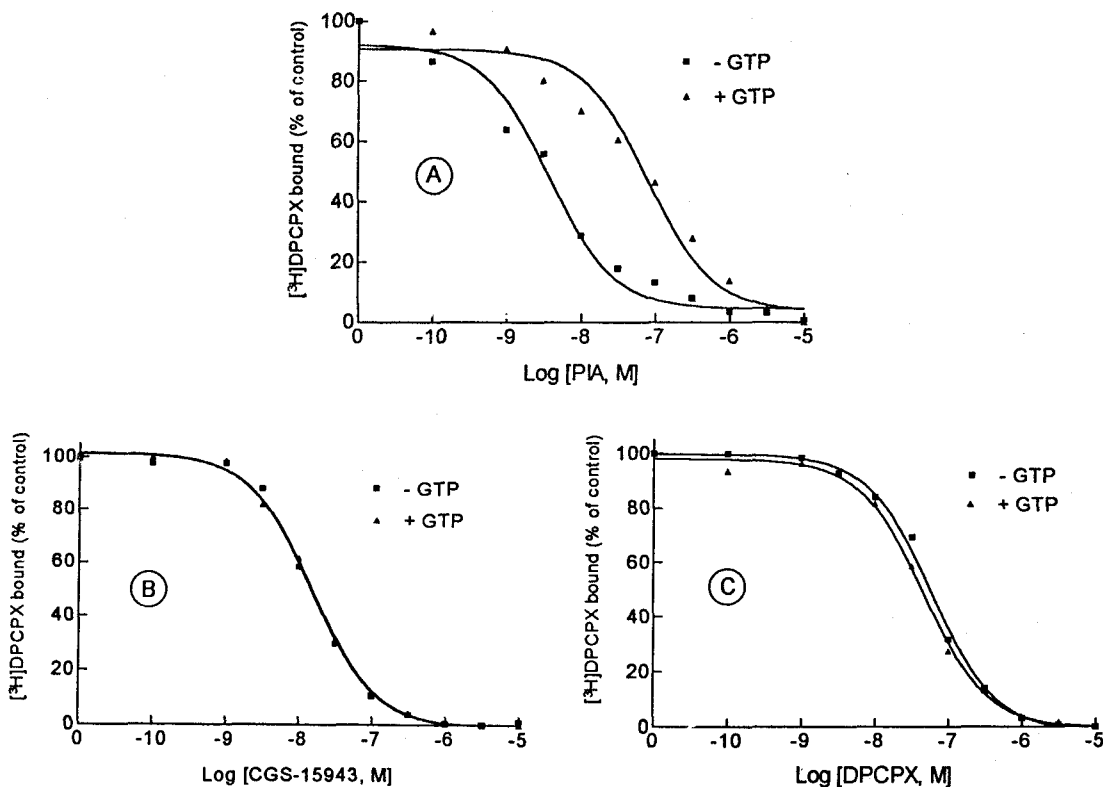 [³H]DPCPX bound (% of control)
100
80
60
40
20
0
A
- GTP
+ GTP
0 -10 -9 -8 -7 -6 -5
Log [PIA, M]
[³H]DPCPX bound (% of control)
100
80
60
40
20
0
B
- GTP
+ GTP
0 -10 -9 -8 -7 -6 -5
Log [CGS-15943, M]
[³H]DPCPX bound (% of control)
100
80
60
40
20
0
C
- GTP
+ GTP
0 -10 -9 -8 -7 -6 -5
Log [DPCPX, M]